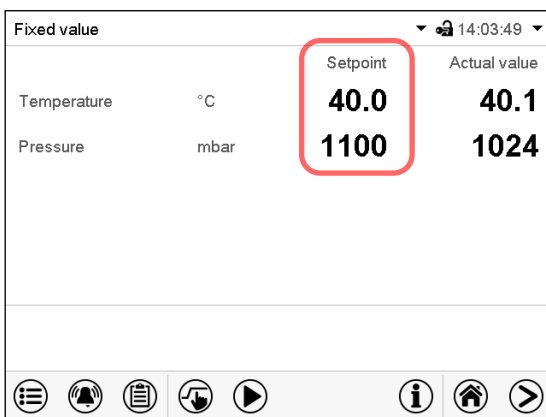 Fixed value 14:03:49
Setpoint Actual value
Temperature °C 40.0 40.1
Pressure mbar 1100 1024